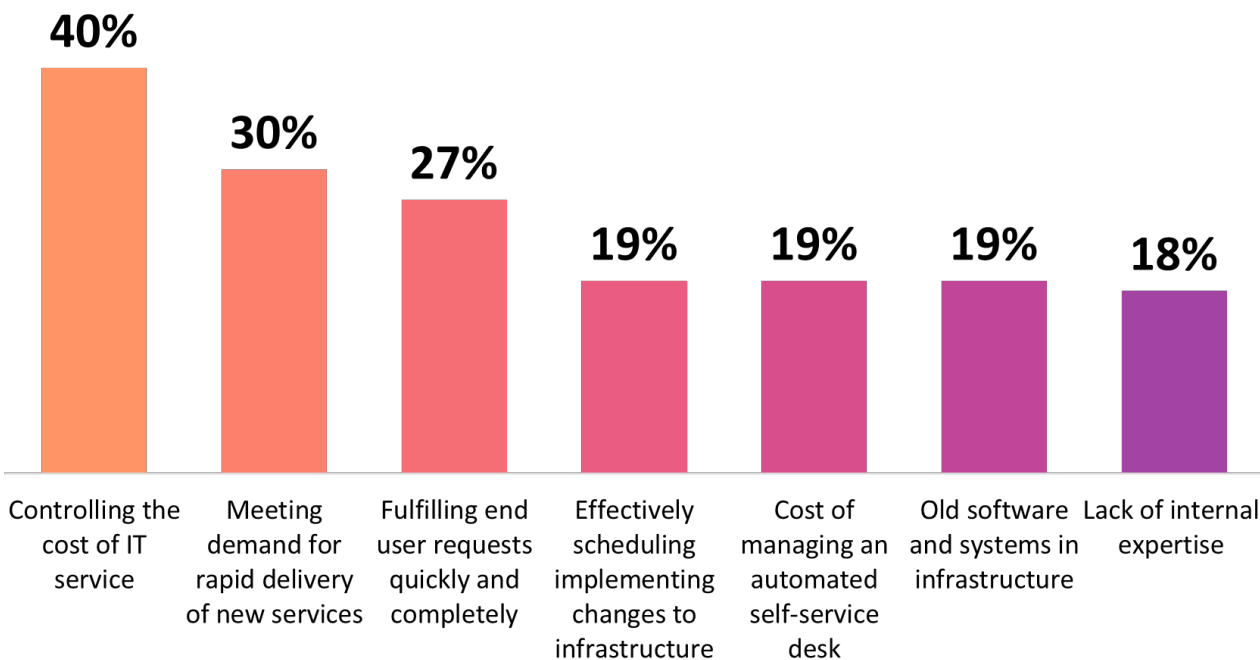 40%
30%
27%
19%
19%
19%
18%
Controlling the
cost of IT
service
Meeting
demand for
rapid delivery
of new services
Fulfilling end
user requests
quickly and
completely
Effectively
scheduling
implementing
changes to
infrastructure
Cost of
managing an
automated
self-service
desk
Old software
and systems in
infrastructure
Lack of internal
expertise